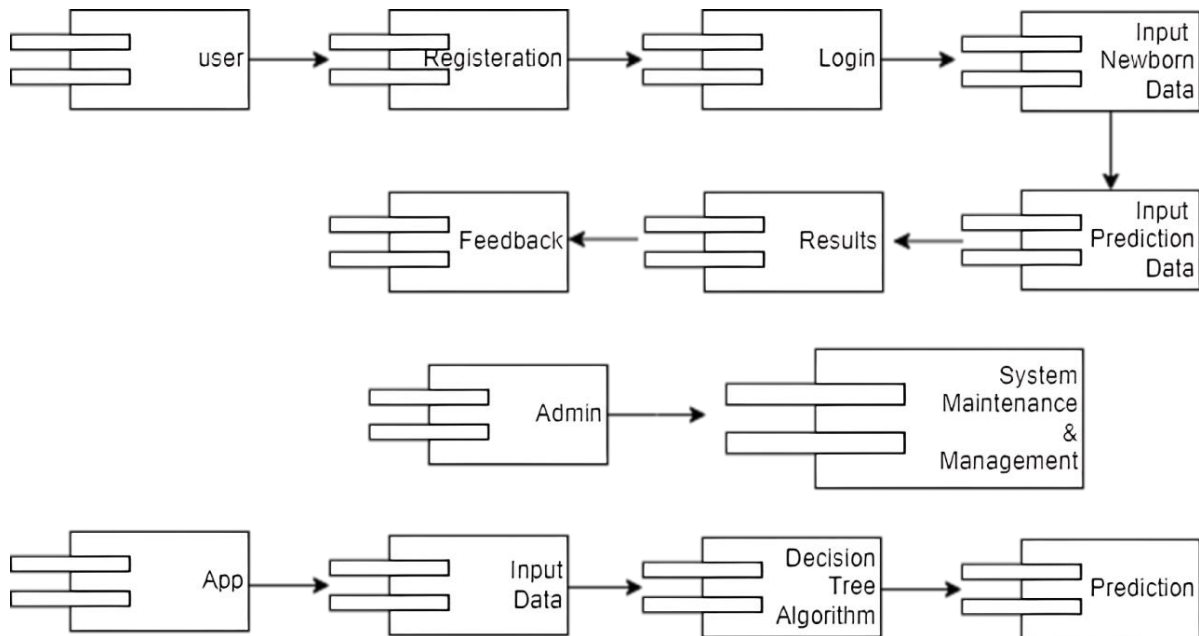 user
Registeration
Login
Input
Newborn
Data
Feedback
Results
Input
Prediction
Data
Admin
System
Maintenance
&
Management
App
Input
Data
Decision
Tree
Algorithm
Prediction